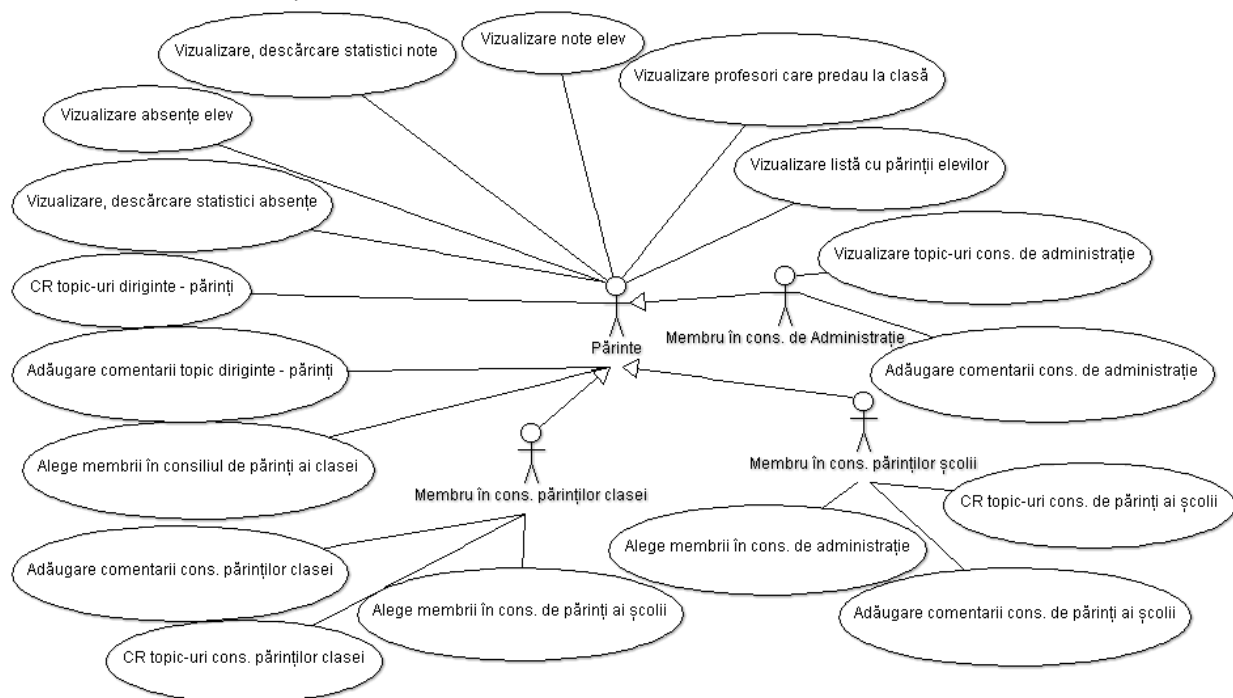 Vizualizare, descărcare statistici note
Vizualizare note elev
Vizualizare profesori care predau la clasă
Vizualizare absențe elev
Vizualizare listă cu părinții elevilor
Vizualizare, descărcare statistici absențe
Vizualizare topic-uri cons. de administrație
CR topic-uri diriginte - părinți
Părinte
Membru în cons. de Administrație
Adăugare comentarii topic diriginte - părinți
Adăugare comentarii cons. de administrație
Alege membrii în consiliul de părinți ai clasei
Membru în cons. părinților școlii
Membru în cons. părinților clasei
CR topic-uri cons. de părinți ai școlii
Alege membrii în cons. de administrație
Adăugare comentarii cons. părinților clasei
Alege membrii în cons. de părinți ai școlii
Adăugare comentarii cons. de părinți ai școlii
CR topic-uri cons. părinților clasei